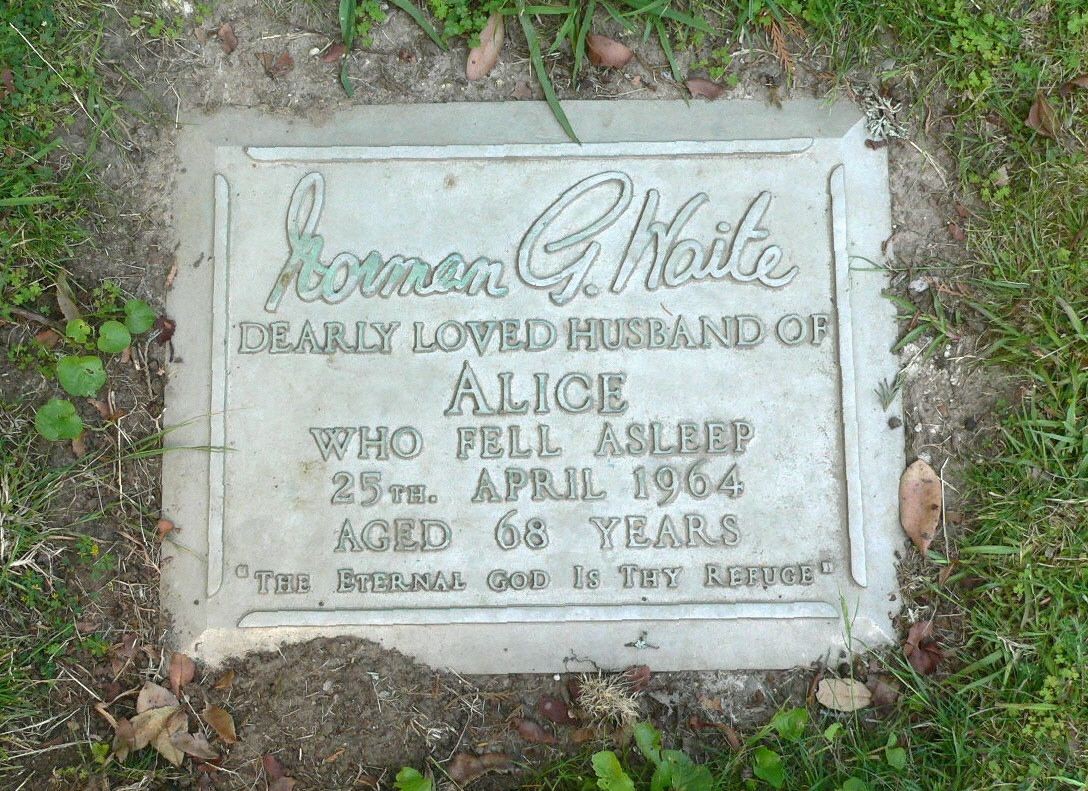 Norman G. Waite
DEARLY LOVED HUSBAND OF
ALICE
WHO FELL ASLEEP
25TH. APRIL 1964
AGED 68 YEARS
"THE ETERNAL GOD IS THY REFUGE"